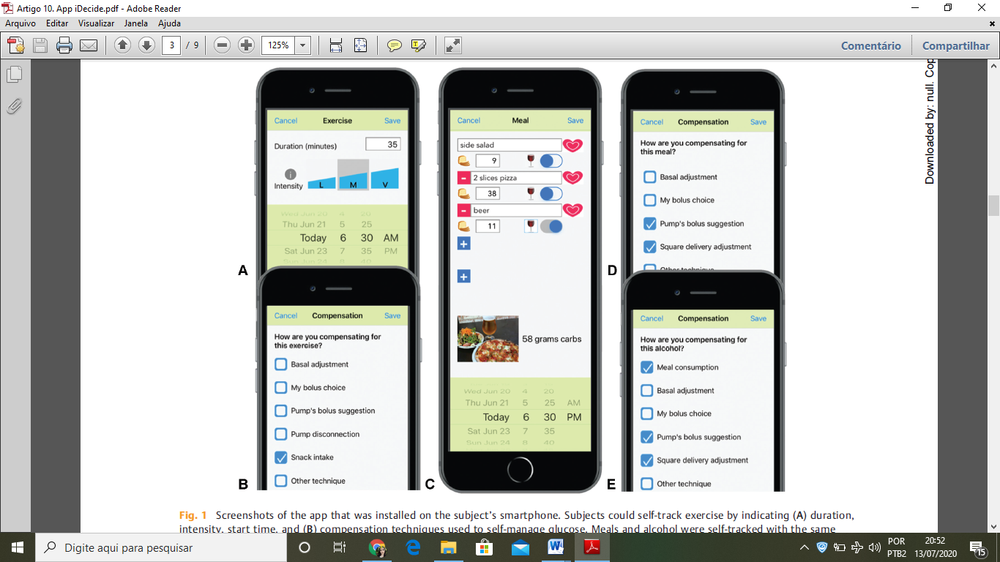 Artigo 10. App iDecide.pdf - Adobe Reader
Arquivo Editar Visualizar Janela Ajuda
3 / 9 125% Comentário Compartilhar
Downloaded by: null. Cop
Cancel Exercise Save
Duration (minutes) 35
Intensity L M V
Wed Jun 20 4 20
Thu Jun 21 5 25
Today 6 30 AM
Sat Jun 23 7 35 PM
Sun Jun 24 8 40
A
Cancel Compensation Save
How are you compensating for
this exercise?
Basal adjustment
My bolus choice
Pump's bolus suggestion
Pump disconnection
Snack intake
Other technique
B
Cancel Meal Save
side salad
9
- 2 slices pizza
38
- beer
11
+
+
58 grams carbs
Wed Jun 20 4 20
Thu Jun 21 5 25 AM
Today 6 30 PM
Sat Jun 23 7 35
Sun Jun 24 8 40
C
Cancel Compensation Save
How are you compensating for
this meal?
Basal adjustment
My bolus choice
Pump's bolus suggestion
Square delivery adjustment
Other technique
D
Cancel Compensation Save
How are you compensating for
this alcohol?
Meal consumption
Basal adjustment
My bolus choice
Pump's bolus suggestion
Square delivery adjustment
Other technique
E
Fig. 1 Screenshots of the app that was installed on the subject's smartphone. Subjects could self-track exercise by indicating (A) duration,
intensity, start time, and (B) compensation techniques used to self-manage glucose. Meals and alcohol were self-tracked with the same
Digite aqui para pesquisar
POR
PTB2
20:52
13/07/2020
15